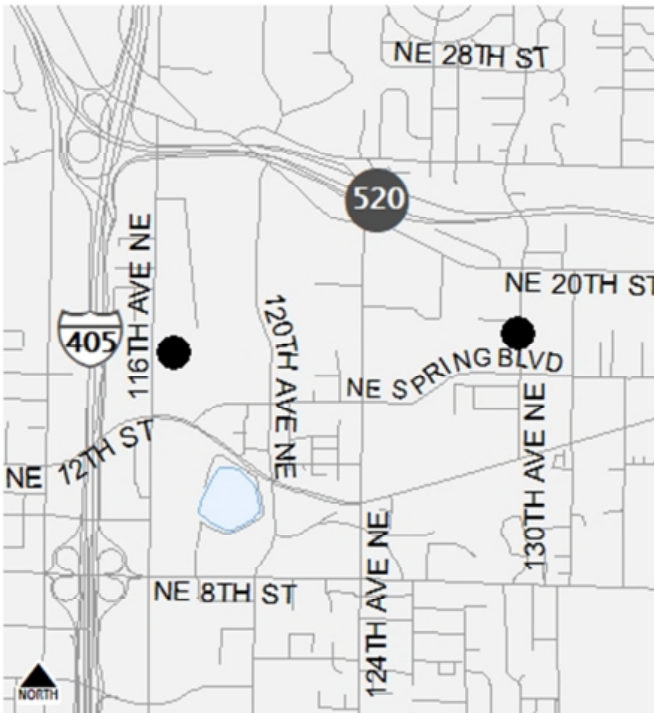 NE 28TH ST
520
116TH AVE NE
NE 20TH ST
120TH AVE NE
405
NE SPRING BLVD
NE 12TH ST
130TH AVE NE
124TH AVE NE
NE 8TH ST
NORTH